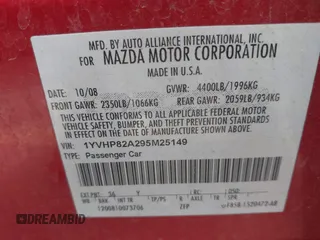 MFD. BY AUTO ALLIANCE INTERNATIONAL, INC.
FOR MAZDA MOTOR CORPORATION
MADE IN U.S.A.
10/08 GVWR: 4400LB/1996KG
FRONT GAWR: 2350LB/1066KG REAR GAWR: 2059LB/934KG
THIS VEHICLE CONFORMS TO ALL APPLICABLE FEDERAL MOTOR
VEHICLE SAFETY, BUMPER, AND THEFT PREVENTION STANDARDS
IN EFFECT ON THE DATE OF MANUFACTURE SHOWN ABOVE.
VIN: 1YVHP82A295M25149
TYPE: Passenger Car
DREAMBID